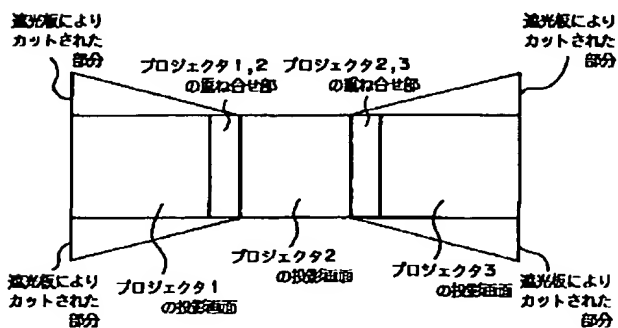 遮光板により
カットされた
部分
プロジェクタ1,2
の重ね合せ部
プロジェクタ2,3
の重ね合せ部
遮光板により
カットされた
部分
遮光板により
カットされた
部分
プロジェクタ1
の投影画面
プロジェクタ2
の投影画面
プロジェクタ3
の投影画面
遮光板により
カットされた
部分